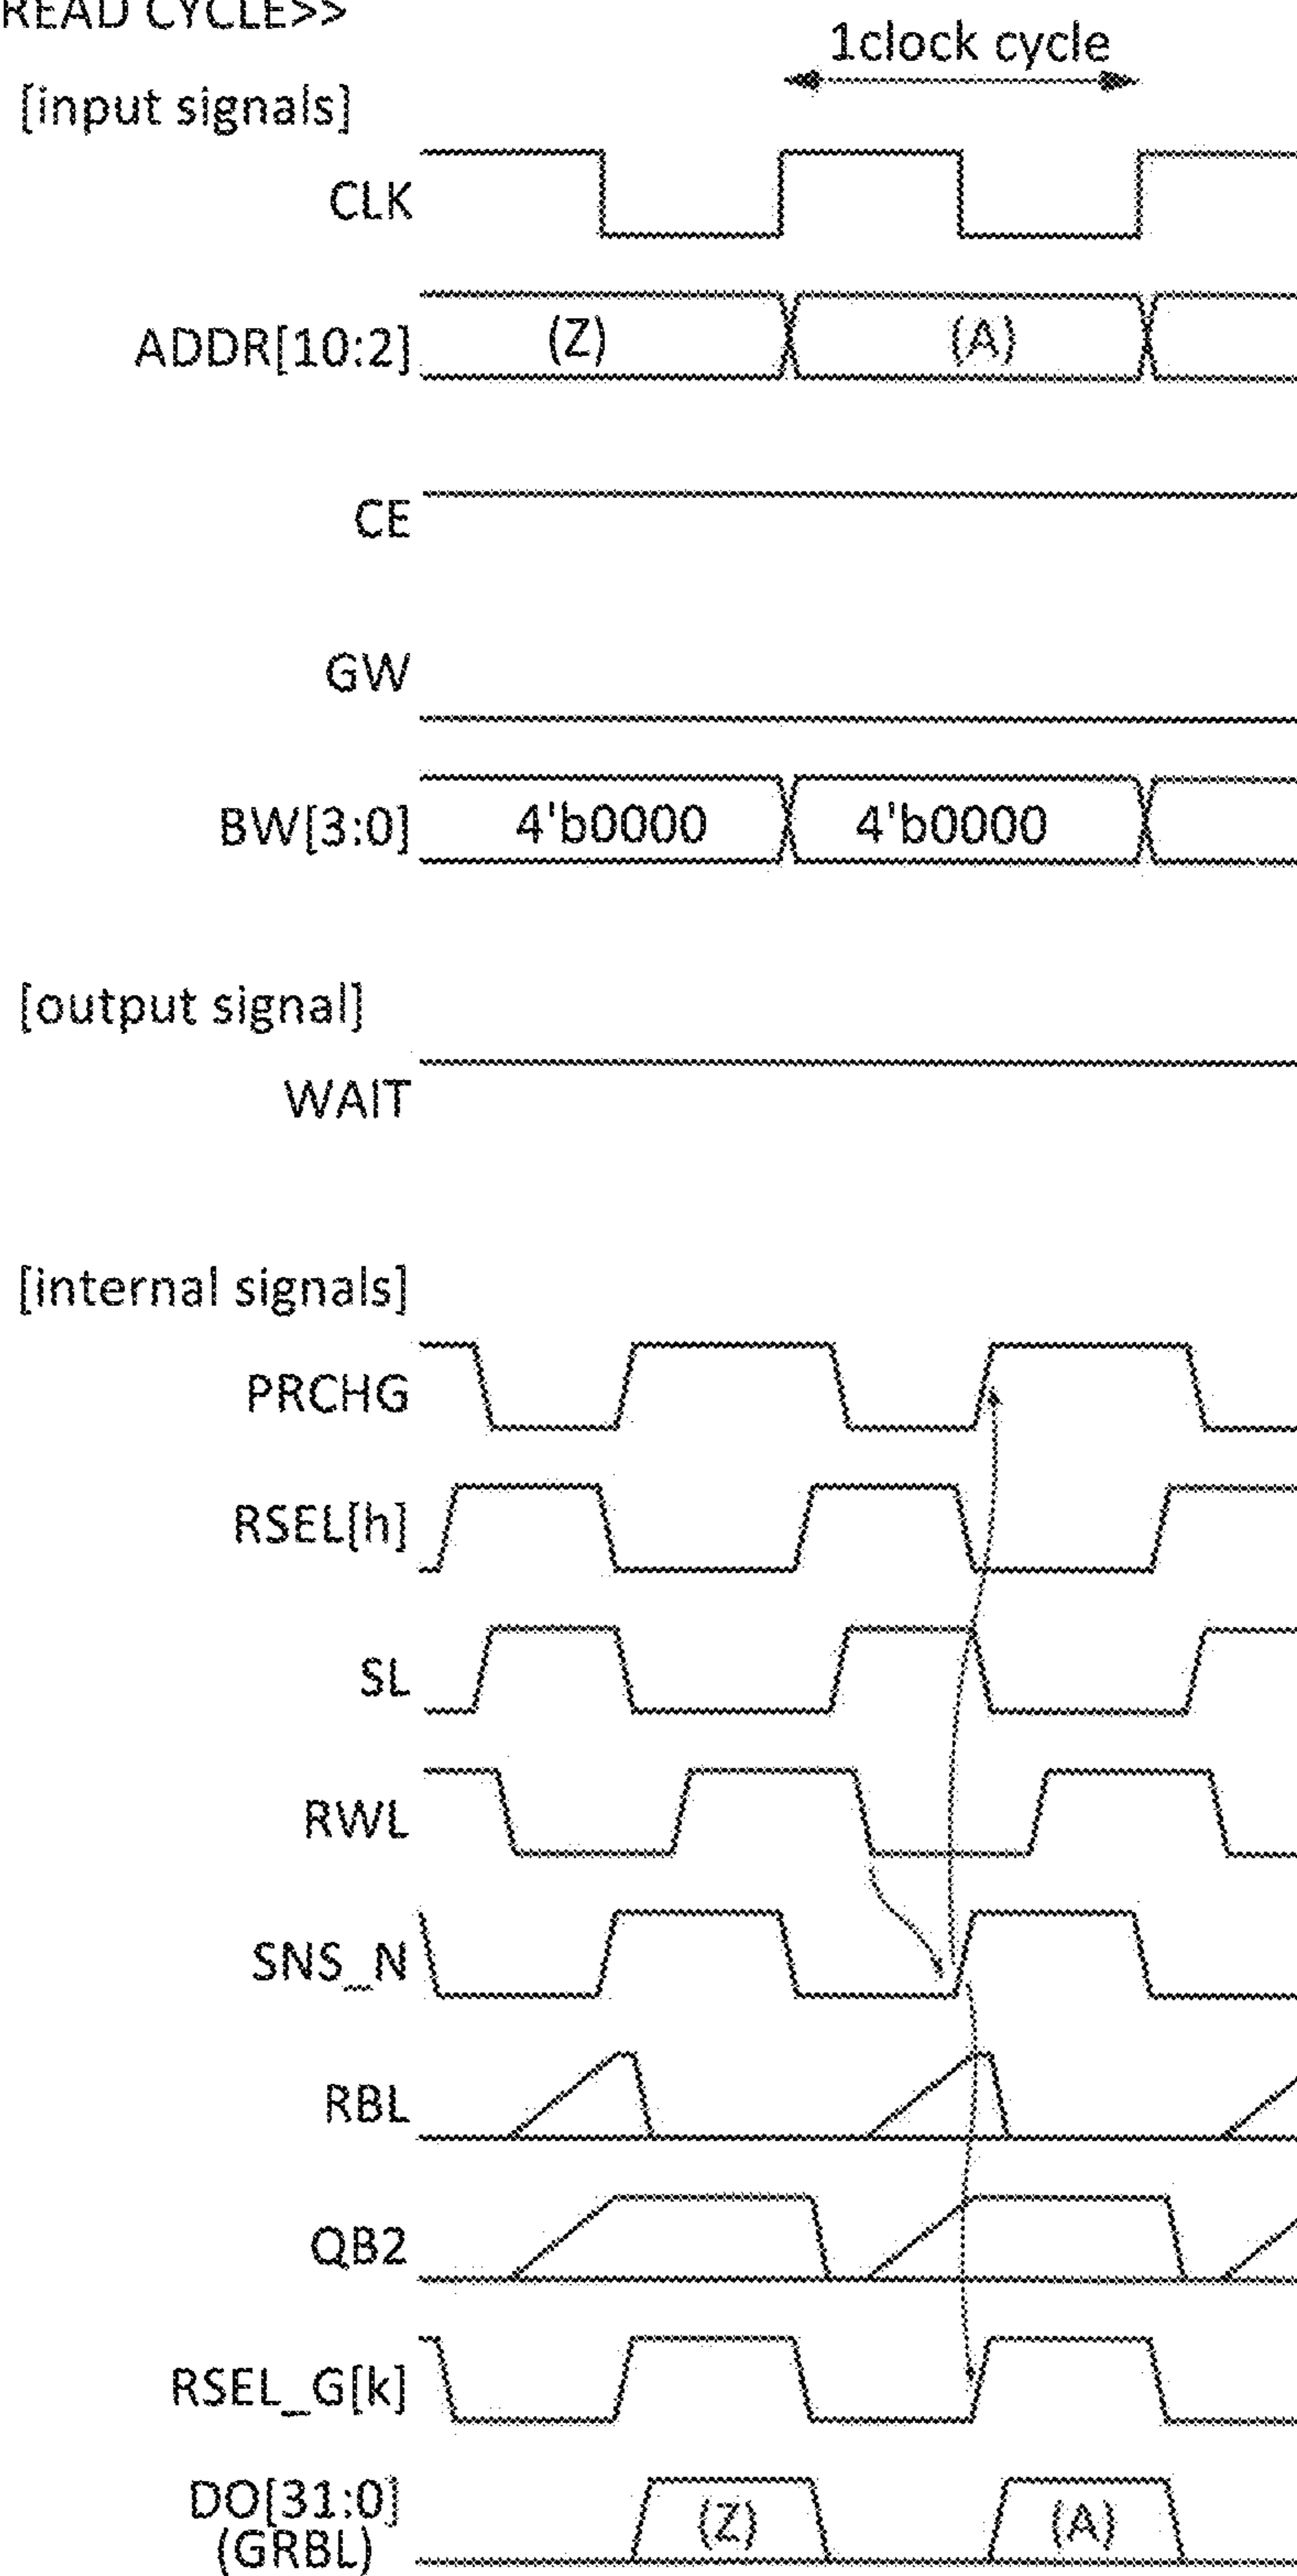 READ CYCLE>>
1clock cycle
[input signals]
CLK
ADDR[10:2]
(Z)
(A)
CE
GW
BW[3:0]
4'b0000
4'b0000
[output signal]
WAIT
[internal signals]
PRCHG
RSEL[h]
SL
RWL
SNS_N
RBL
QB2
RSEL_G[k]
DO[31:0]
(Z)
(A)
(GRBL)